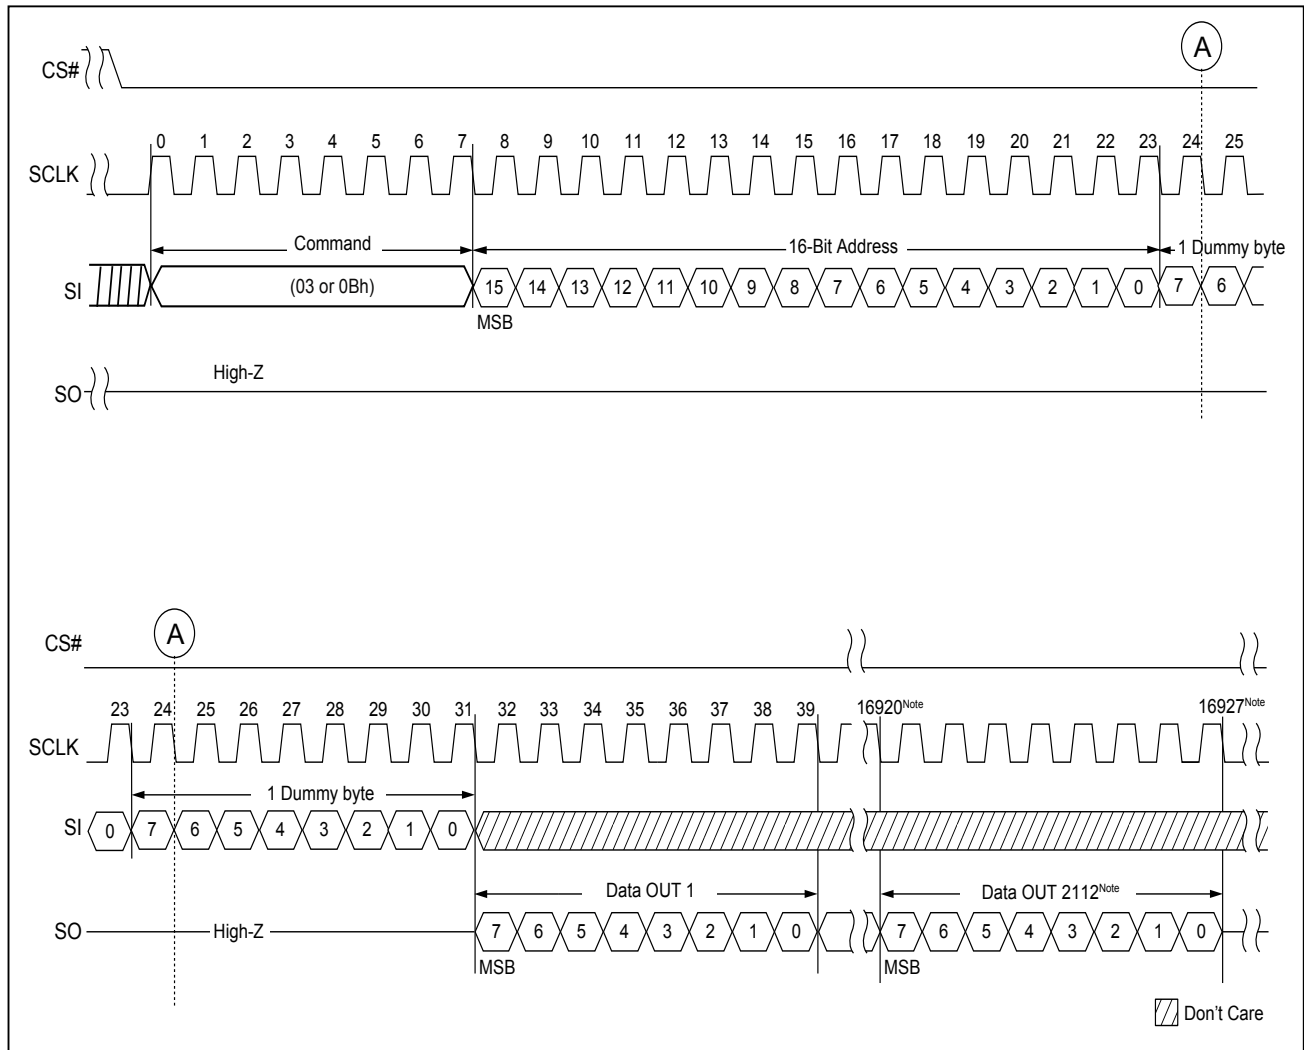 A
CS#
0 1 2 3 4 5 6 7 8 9 10 11 12 13 14 15 16 17 18 19 20 21 22 23 24 25
SCLK
Command 16-Bit Address 1 Dummy byte
SI (03 or 0Bh) 15 14 13 12 11 10 9 8 7 6 5 4 3 2 1 0 7 6
MSB
High-Z
SO
A
CS#
23 24 25 26 27 28 29 30 31 32 33 34 35 36 37 38 39 16920Note 16927Note
SCLK
1 Dummy byte
SI 0 7 6 5 4 3 2 1 0
Data OUT 1 Data OUT 2112Note
SO High-Z 7 6 5 4 3 2 1 0 7 6 5 4 3 2 1 0
MSB MSB
Don't Care